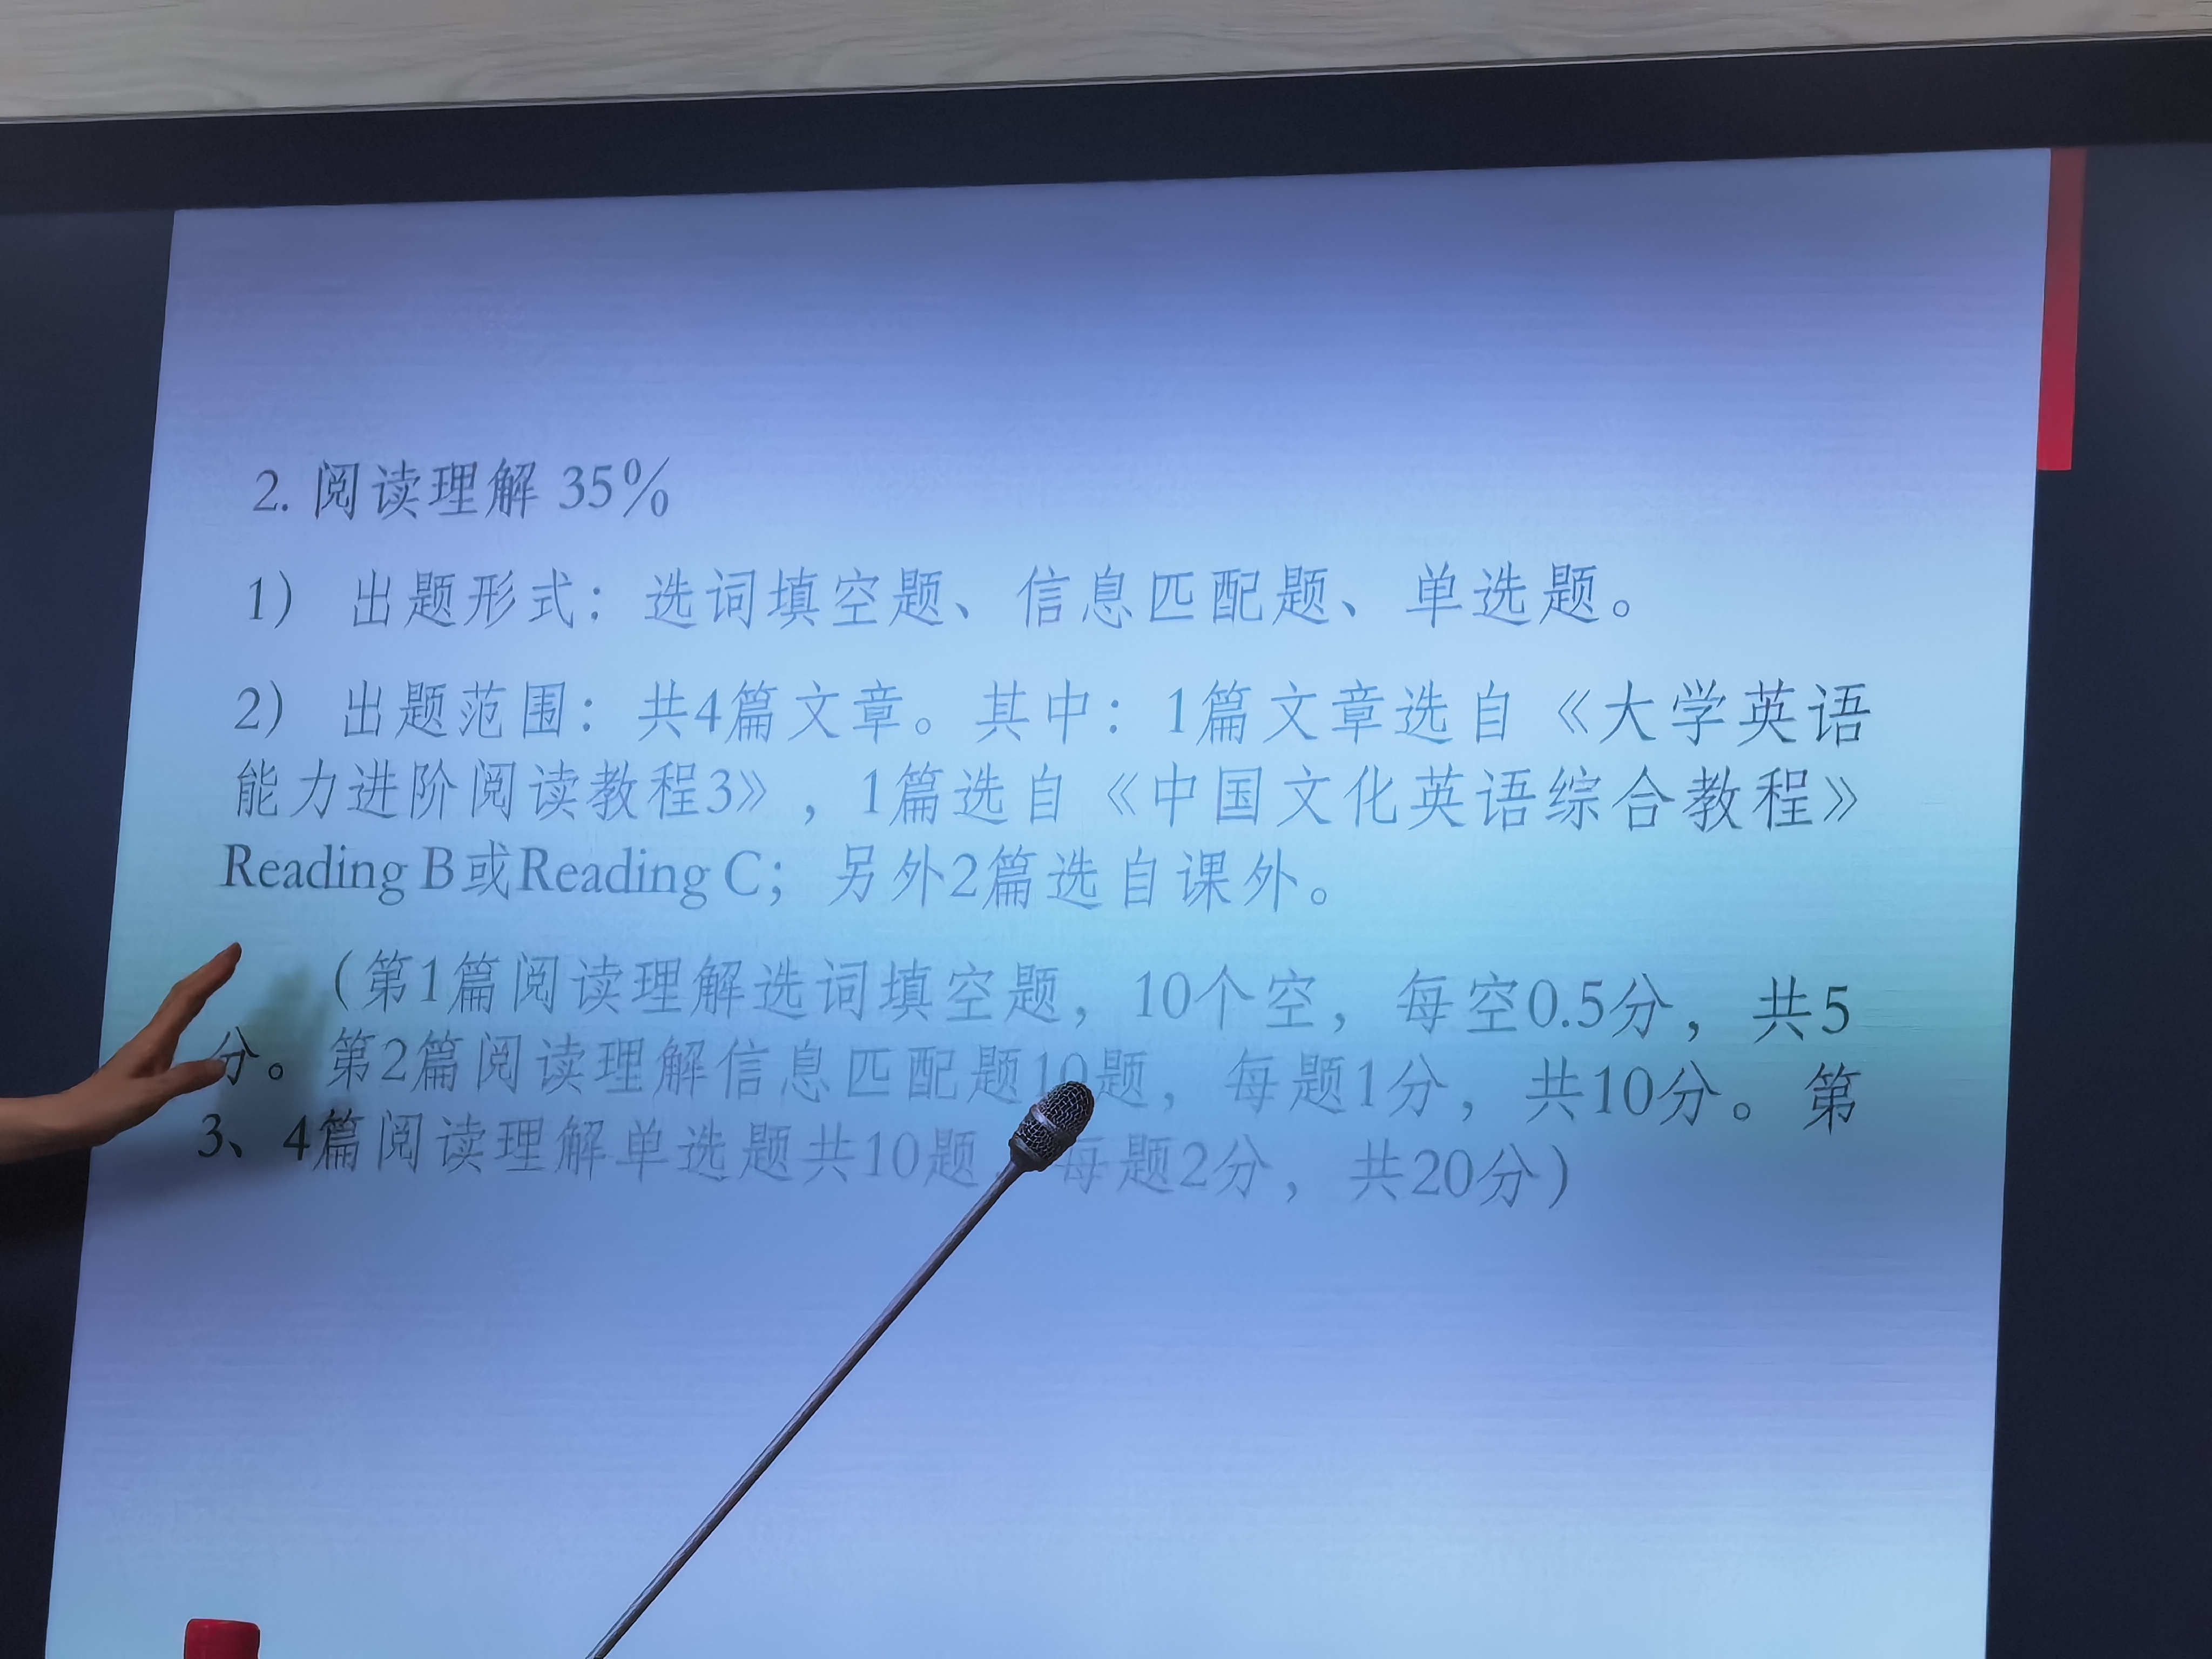 2. 阅读理解 35%
1) 出题形式：选词填空题、信息匹配题、单选题。
2) 出题范围：共4篇文章。其中：1篇文章选自《大学英语
能力进阶阅读教程3》，1篇选自《中国文化英语综合教程》
Reading B或Reading C；另外2篇选自课外。
（第1篇阅读理解选词填空题，10个空，每空0.5分，共5
分。第2篇阅读理解信息匹配题10题，每题1分，共10分。第
3、4篇阅读理解单选题共10题 每题2分，共20分）